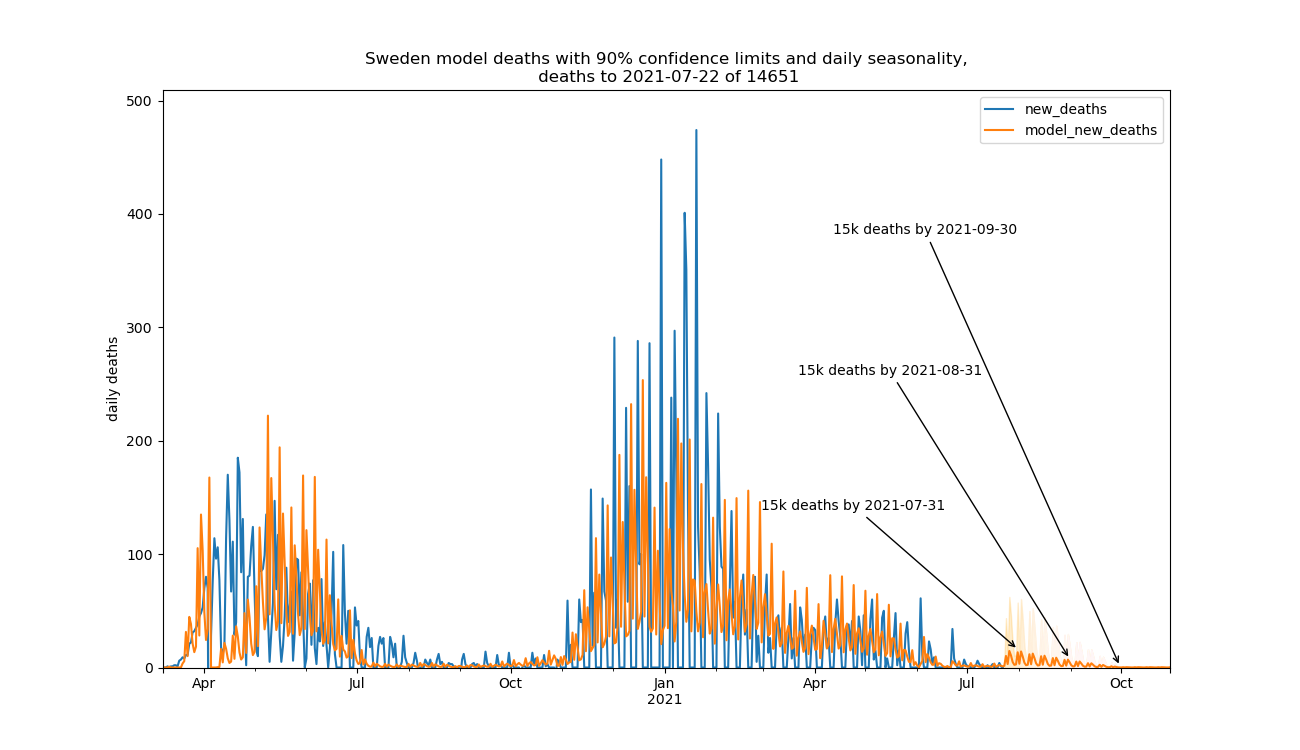 Sweden model deaths with 90% confidence limits and daily seasonality,
deaths to 2021-07-22 of 14651
500
400
300
200
100
0
daily deaths
new_deaths
model_new_deaths
15k deaths by 2021-09-30
15k deaths by 2021-08-31
15k deaths by 2021-07-31
Apr Jul Oct Jan Apr Jul Oct
2021